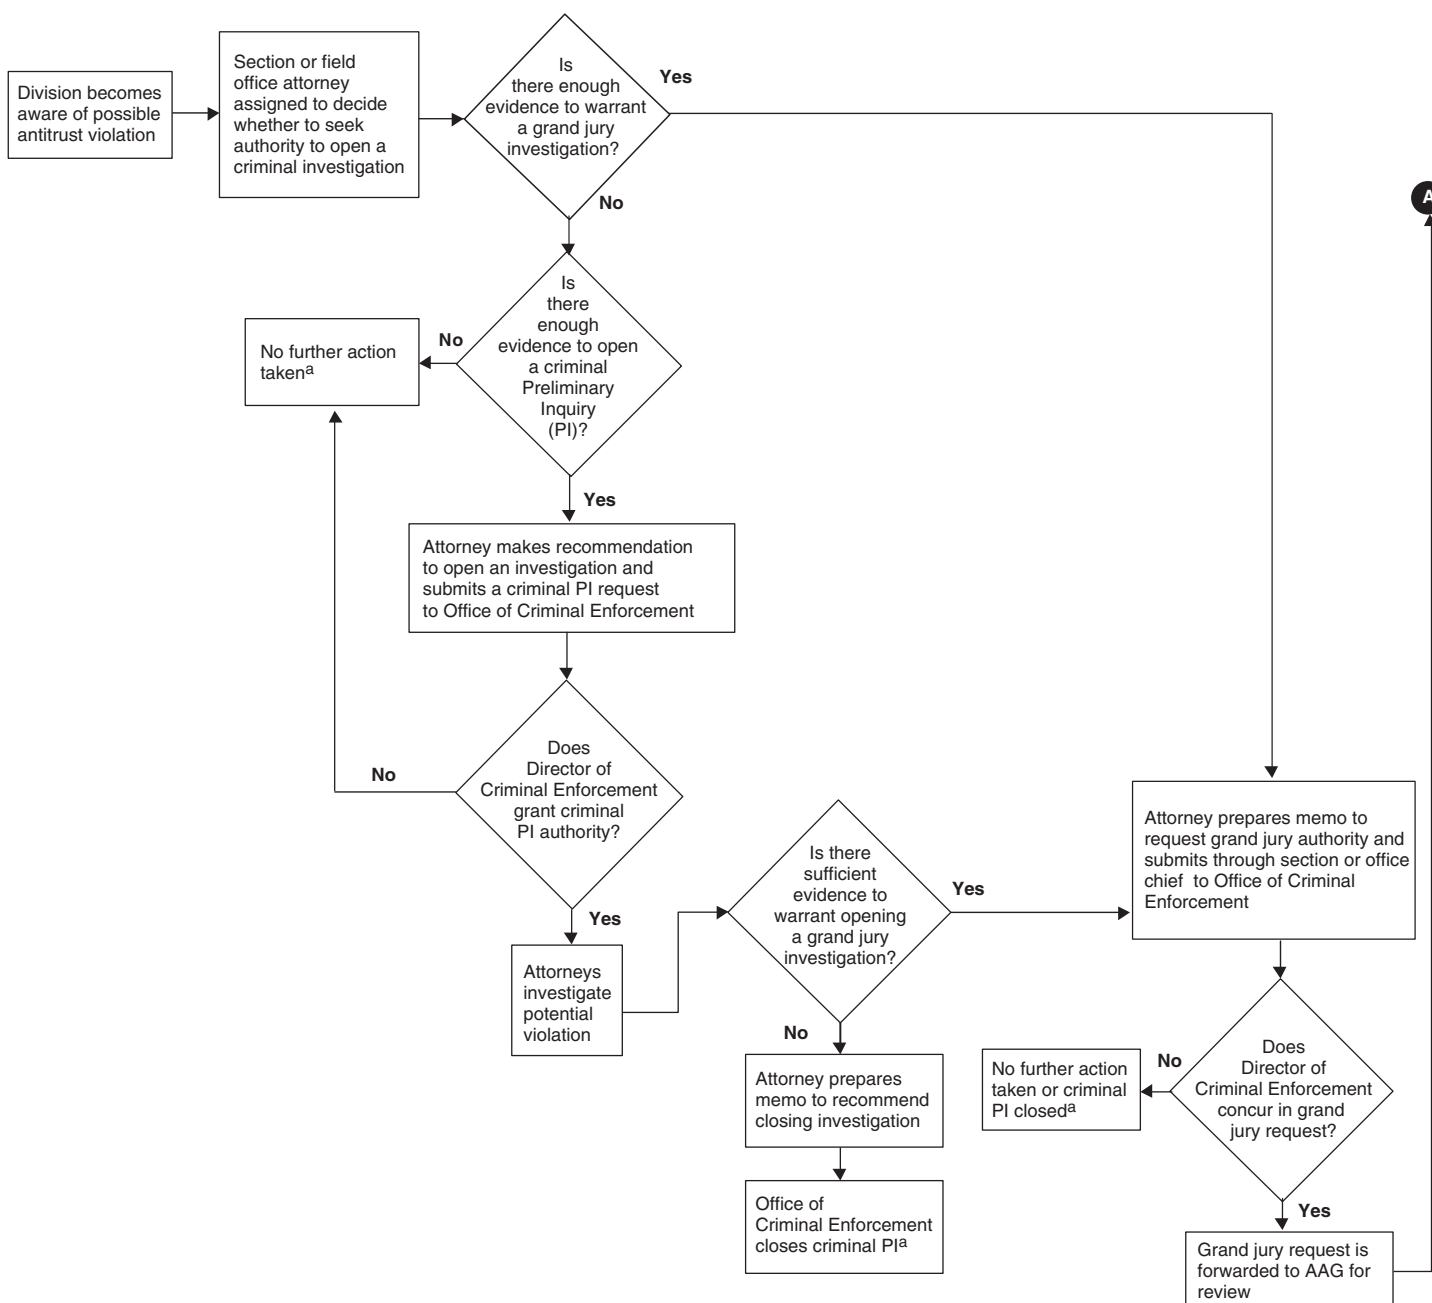 Division becomes
aware of possible
antitrust violation
Section or field
office attorney
assigned to decide
whether to seek
authority to open a
criminal investigation
Is
there enough
evidence to warrant
a grand jury
investigation?
Yes
No
A
Is
there
enough
evidence to open
a criminal
Preliminary
Inquiry
(PI)?
No
No further action
takena
Yes
Attorney makes recommendation
to open an investigation and
submits a criminal PI request
to Office of Criminal Enforcement
Does
Director of
Criminal Enforcement
grant criminal
PI authority?
No
Yes
Attorneys
investigate
potential
violation
Is there
sufficient
evidence to
warrant opening
a grand jury
investigation?
Yes
No
Attorney prepares
memo to recommend
closing investigation
Office of
Criminal Enforcement
closes criminal PIa
Attorney prepares memo to
request grand jury authority and
submits through section or office
chief to Office of Criminal
Enforcement
Does
Director of
Criminal Enforcement
concur in grand
jury request?
No
No further action
taken or criminal
PI closeda
Yes
Grand jury request is
forwarded to AAG for
review